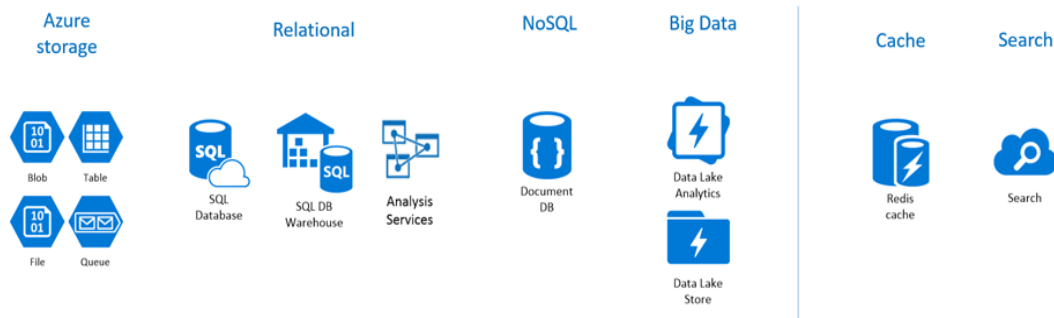 Azure
storage
Relational
NoSQL
Big Data
Cache
Search
10
01
Blob
Table
10
01
File
Queue
SQL
SQL
Database
SQL
SQL DB
Warehouse
Analysis
Services
{ }
Document
DB
Data Lake
Analytics
Data Lake
Store
Redis
cache
Search